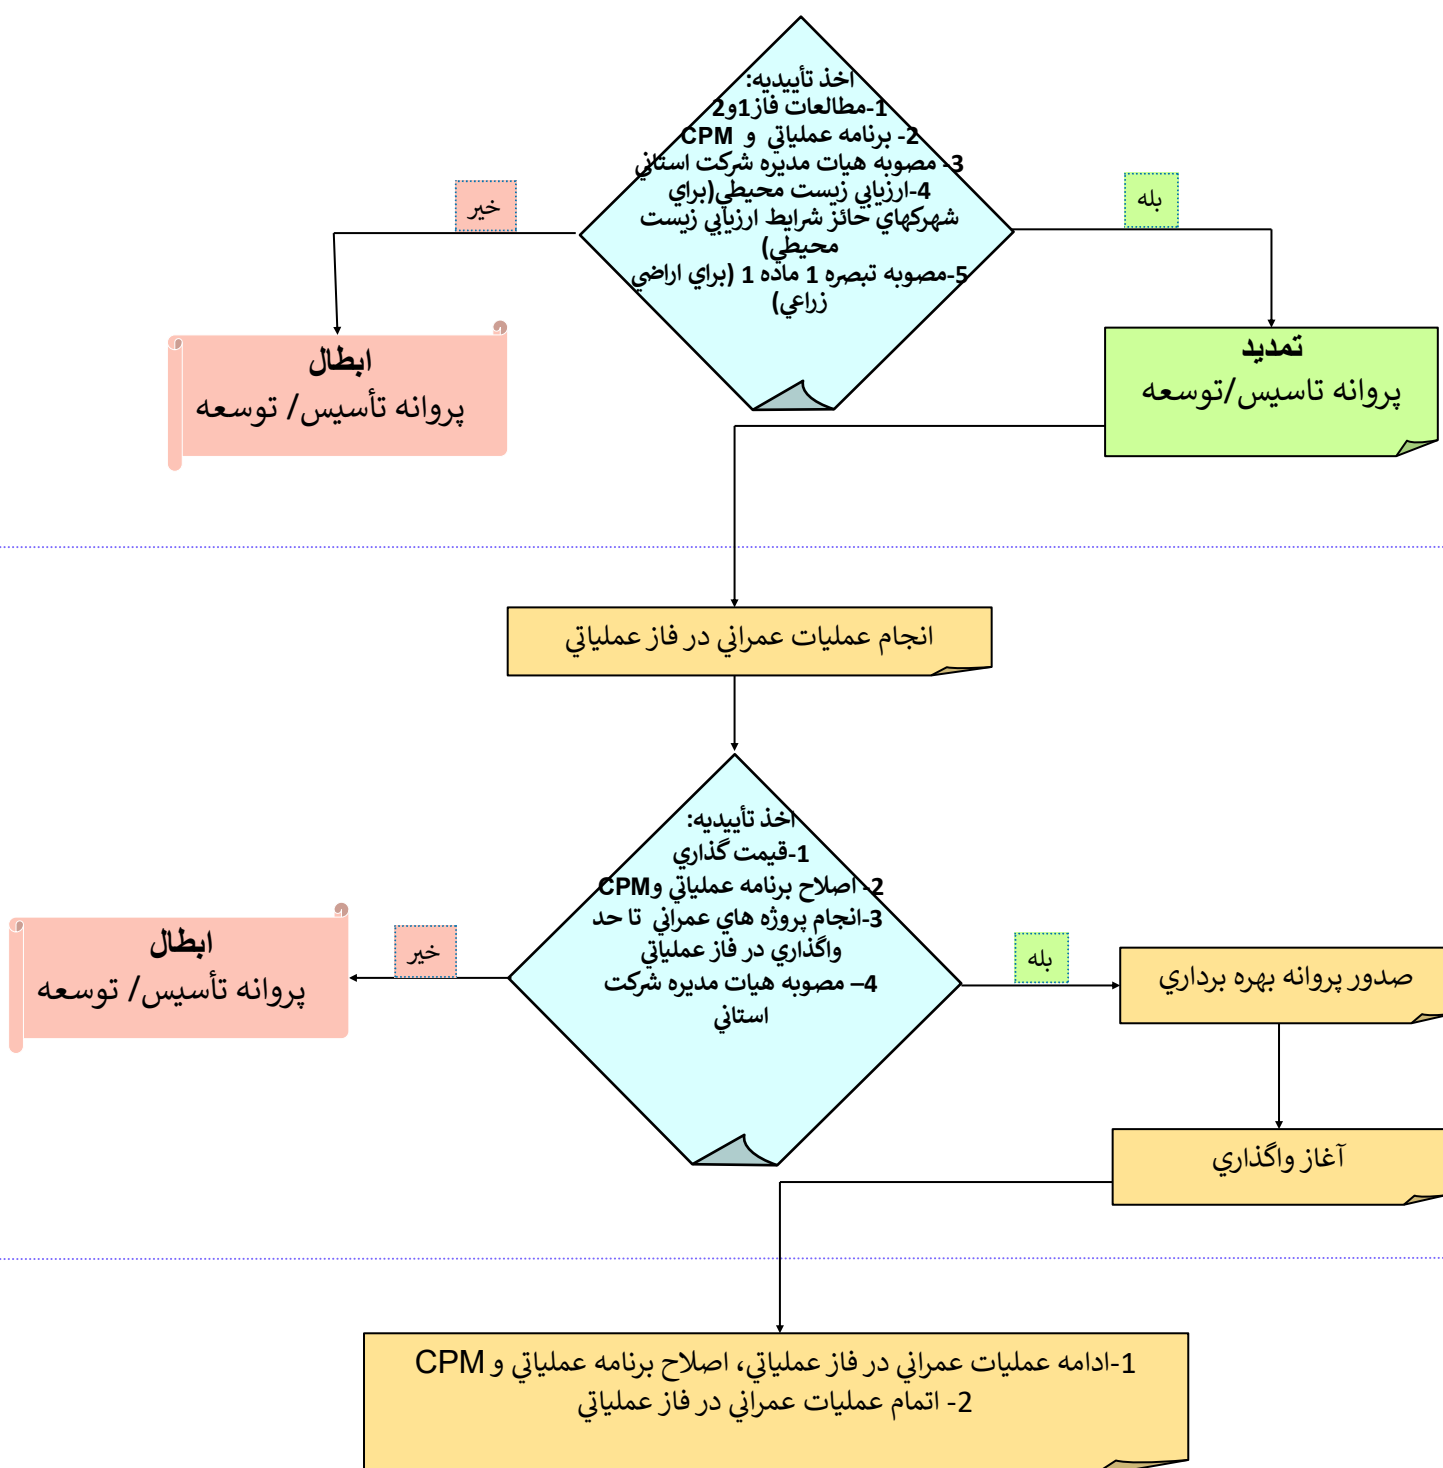 اخذ تأييديه:
1-مطالعات فاز1و2
2- برنامه عملياتي و CPM
3- مصوبه هيات مديره شركت استاني
4-ارزيابي زيست محيطي(براي
شهركهاي حائز شرايط ارزيابي زيست
محيطي)
5-مصوبه تبصره 1 ماده 1 (براي اراضي
زراعي)
بله
خير
تمديد
پروانه تاسيس/توسعه
ابطال
پروانه تأسيس/ توسعه
انجام عمليات عمراني در فاز عملياتي
اخذ تأييديه:
1-قيمت گذاري
2- اصلاح برنامه عملياتي وCPM
3-انجام پروژه هاي عمراني تا حد
واگذاري در فاز عملياتي
4– مصوبه هيات مديره شركت
استاني
بله
خير
صدور پروانه بهره برداري
ابطال
پروانه تأسيس/ توسعه
آغاز واگذاري
1-ادامه عمليات عمراني در فاز عملياتي، اصلاح برنامه عملياتي و CPM
2- اتمام عمليات عمراني در فاز عملياتي